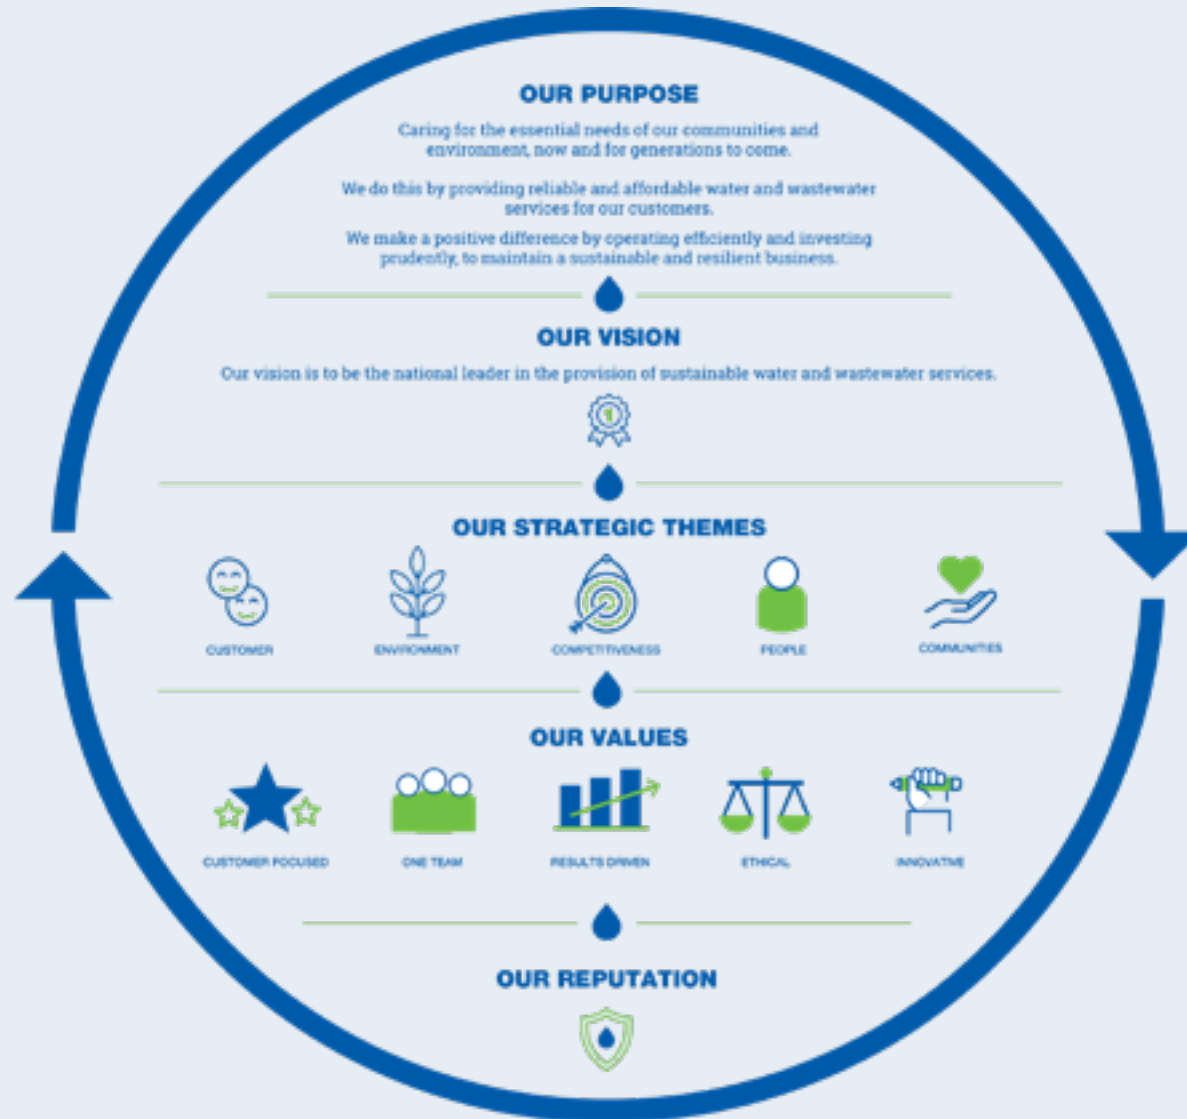 OUR PURPOSE
Caring for the essential needs of our communities and
environment, now and for generations to come.
We do this by providing reliable and affordable water and wastewater
services for our customers.
We make a positive difference by operating efficiently and investing
prudently, to maintain a sustainable and resilient business.
OUR VISION
Our vision is to be the national leader in the provision of sustainable water and wastewater services.
1
OUR STRATEGIC THEMES
CUSTOMER
ENVIRONMENT
COMPETITIVENESS
PEOPLE
COMMUNITIES
OUR VALUES
CUSTOMER FOCUSED
ONE TEAM
RESULTS DRIVEN
ETHICAL
INNOVATIVE
OUR REPUTATION